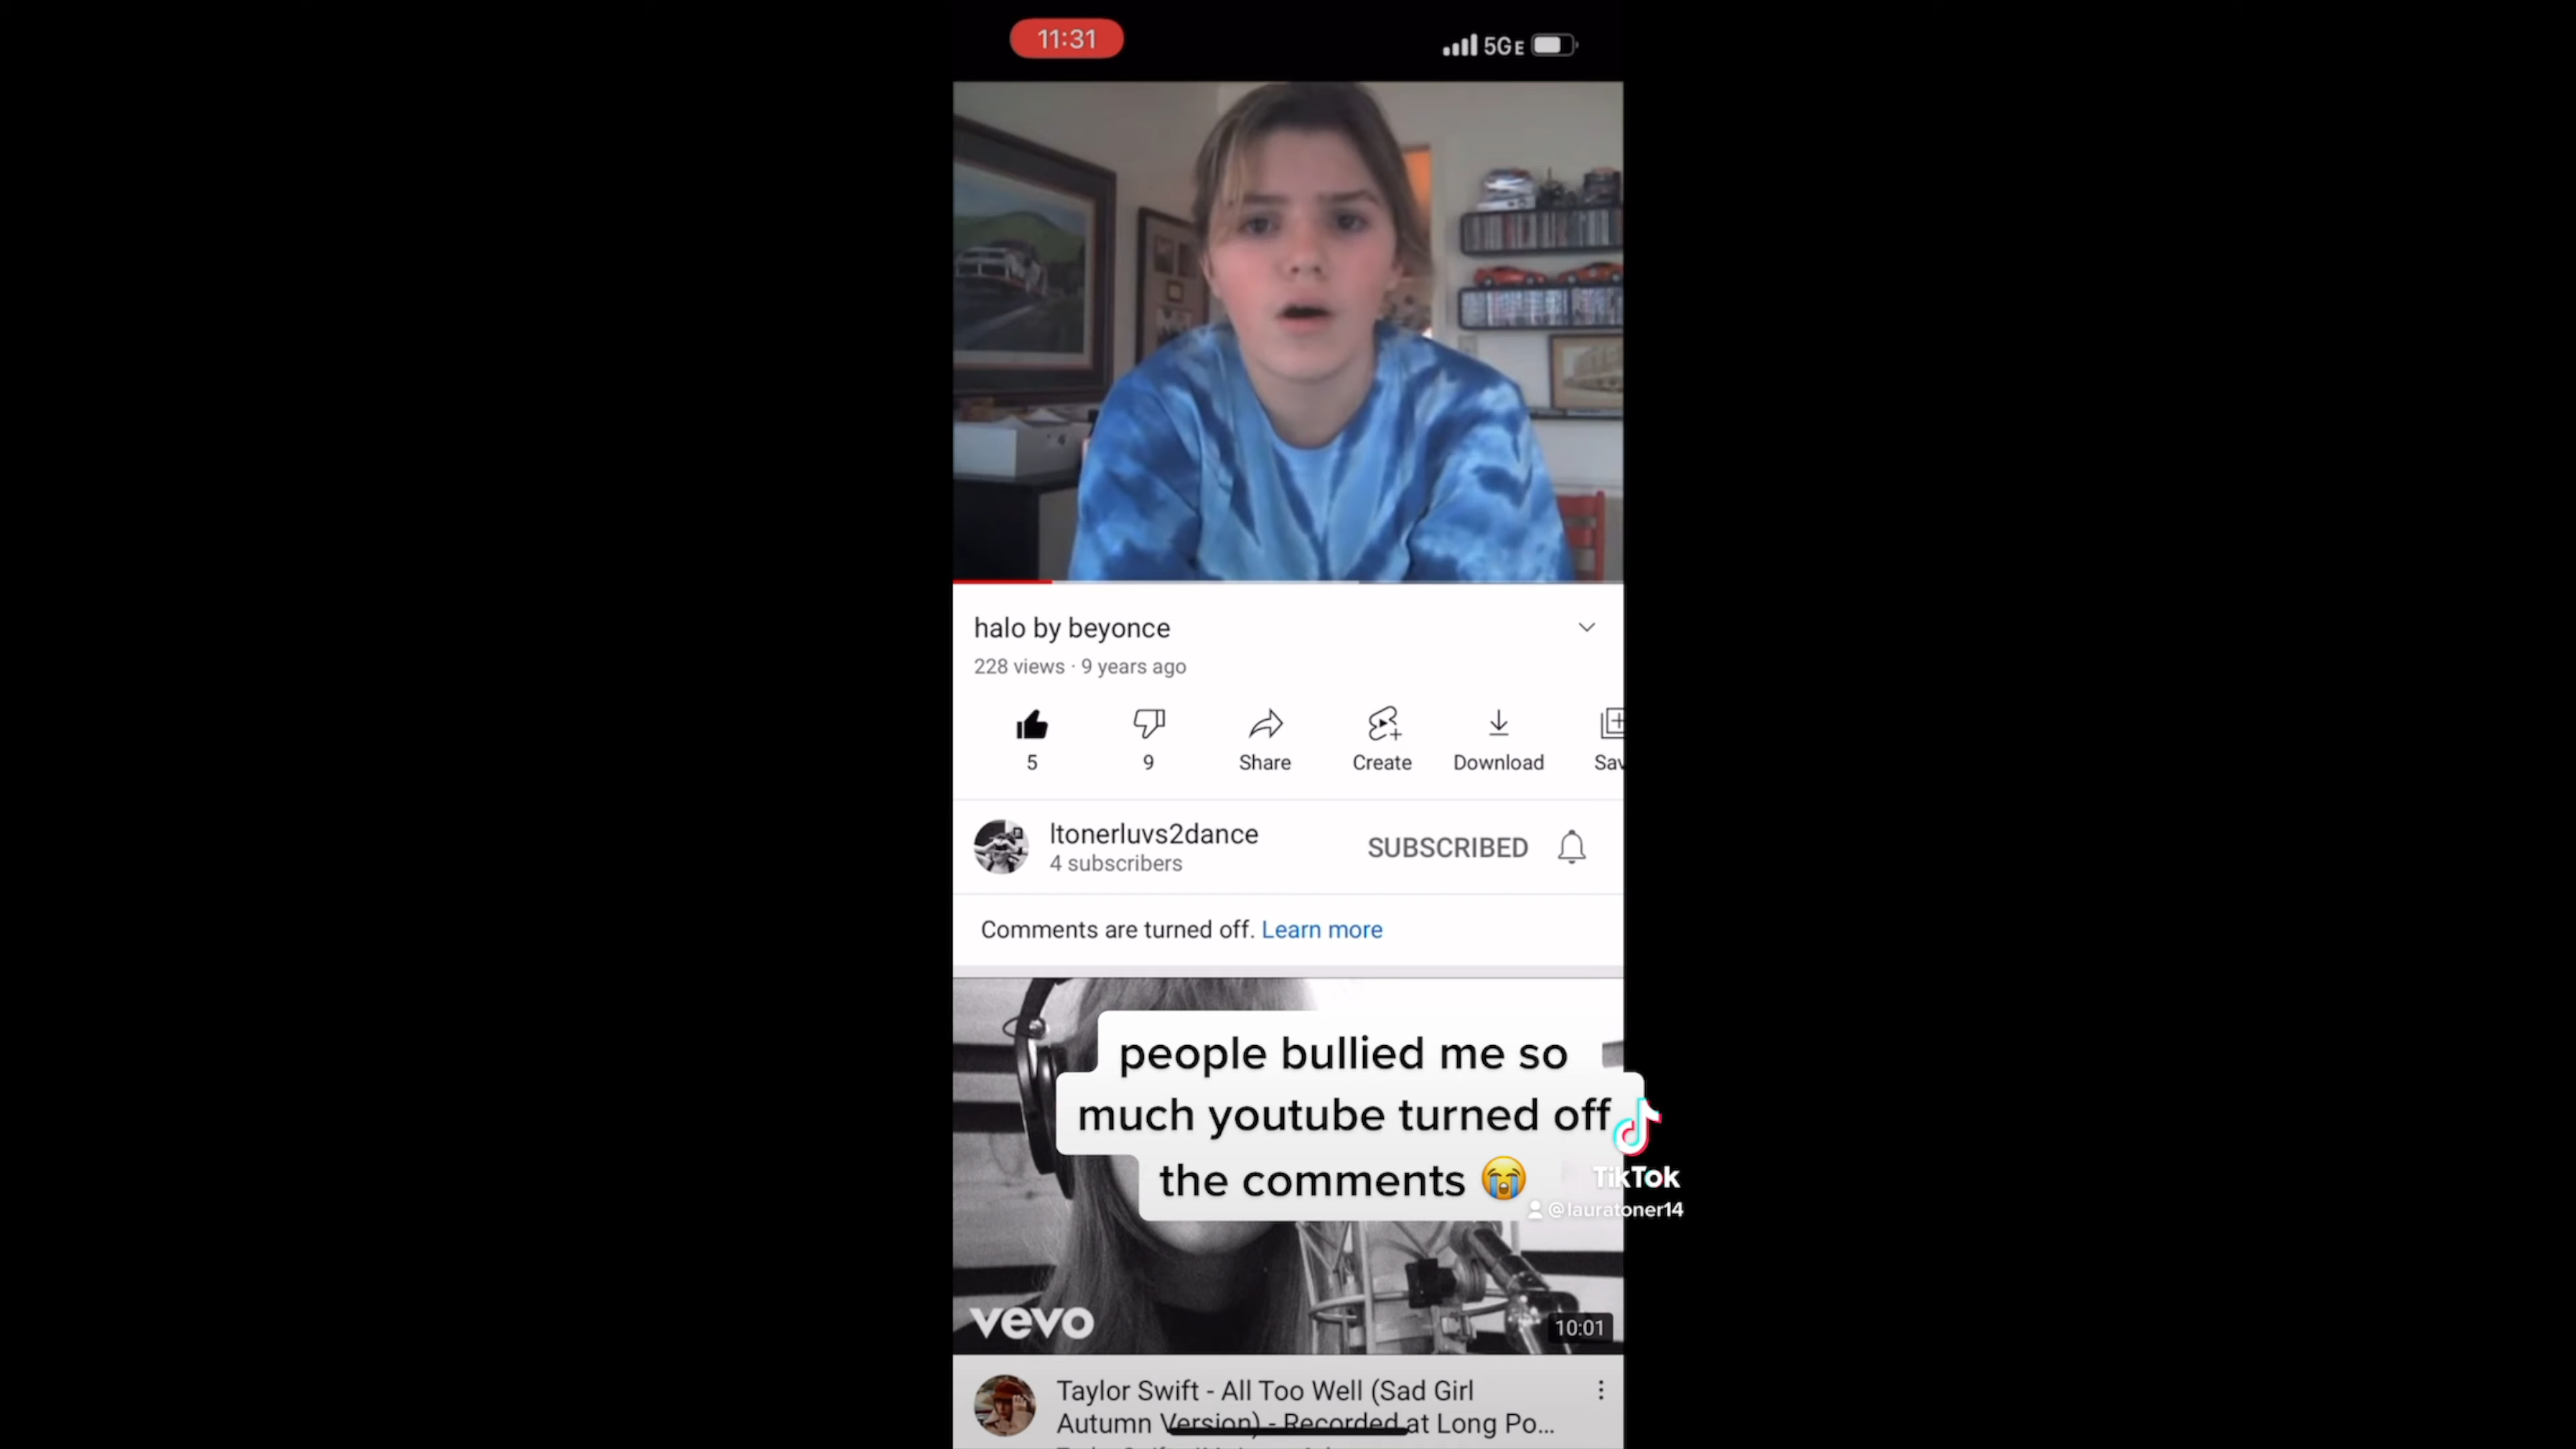 11:31
5GE
halo by beyonce
228 views · 9 years ago
5
9
Share
Create
Download
Sav
ltonerluvs2dance
4 subscribers
SUBSCRIBED
Comments are turned off. Learn more
people bullied me so
much youtube turned off
the comments 😭
TikTok
@lauratoner14
vevo
10:01
Taylor Swift - All Too Well (Sad Girl
Autumn Version) - Recorded at Long Po...